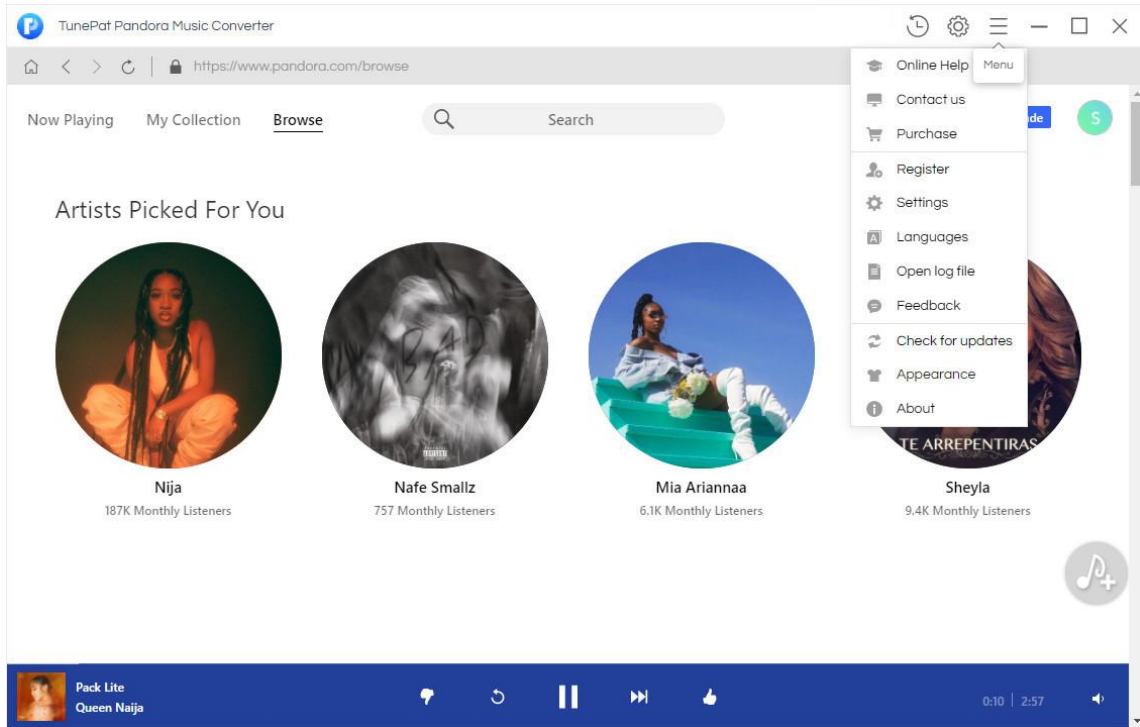 TunePat Pandora Music Converter
https://www.pandora.com/browse
Online Help
Menu
Contact us
Purchase
Register
Settings
Languages
Open log file
Feedback
Check for updates
Appearance
About
Now Playing
My Collection
Browse
Search
de
S
Artists Picked For You
BAD
TE ARREPENTIRAS
Nija
187K Monthly Listeners
Nafe Smallz
757 Monthly Listeners
Mia Ariannaa
6.1K Monthly Listeners
Sheyla
9.4K Monthly Listeners
Pack Lite
Queen Naija
0:10 | 2:57